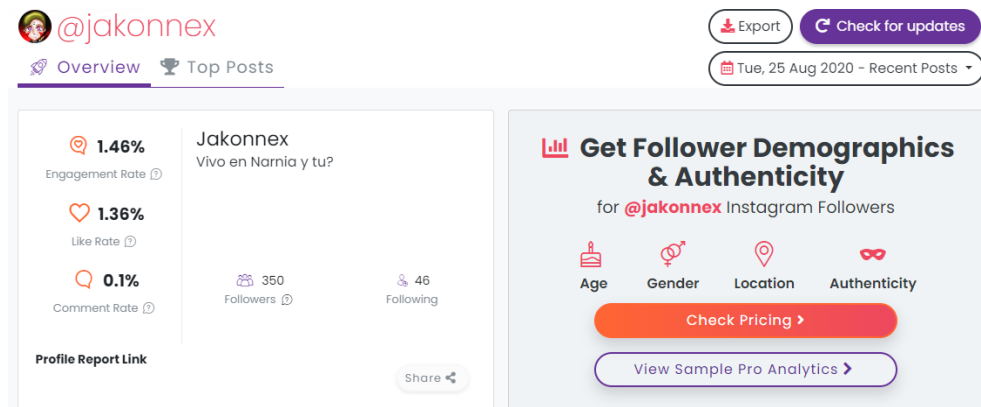 @jakonnex
Export
Check for updates
Overview
Top Posts
Tue, 25 Aug 2020 - Recent Posts
1.46%
Engagement Rate
1.36%
Like Rate
0.1%
Comment Rate
Jakonnex
Vivo en Narnia y tu?
350
Followers
46
Following
Profile Report Link
Share
Get Follower Demographics
& Authenticity
for @jakonnex Instagram Followers
Age
Gender
Location
Authenticity
Check Pricing
View Sample Pro Analytics